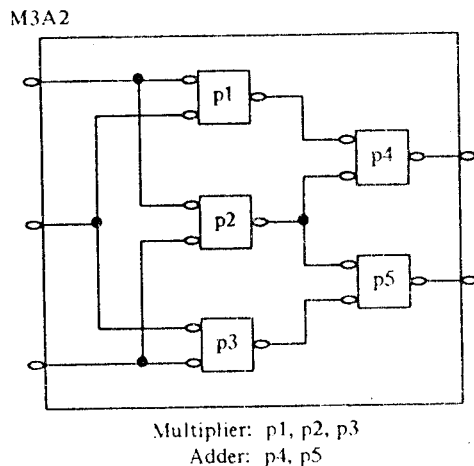 M3A2
p1
p4
p2
p5
p3
Multiplier: p1, p2, p3
Adder: p4, p5